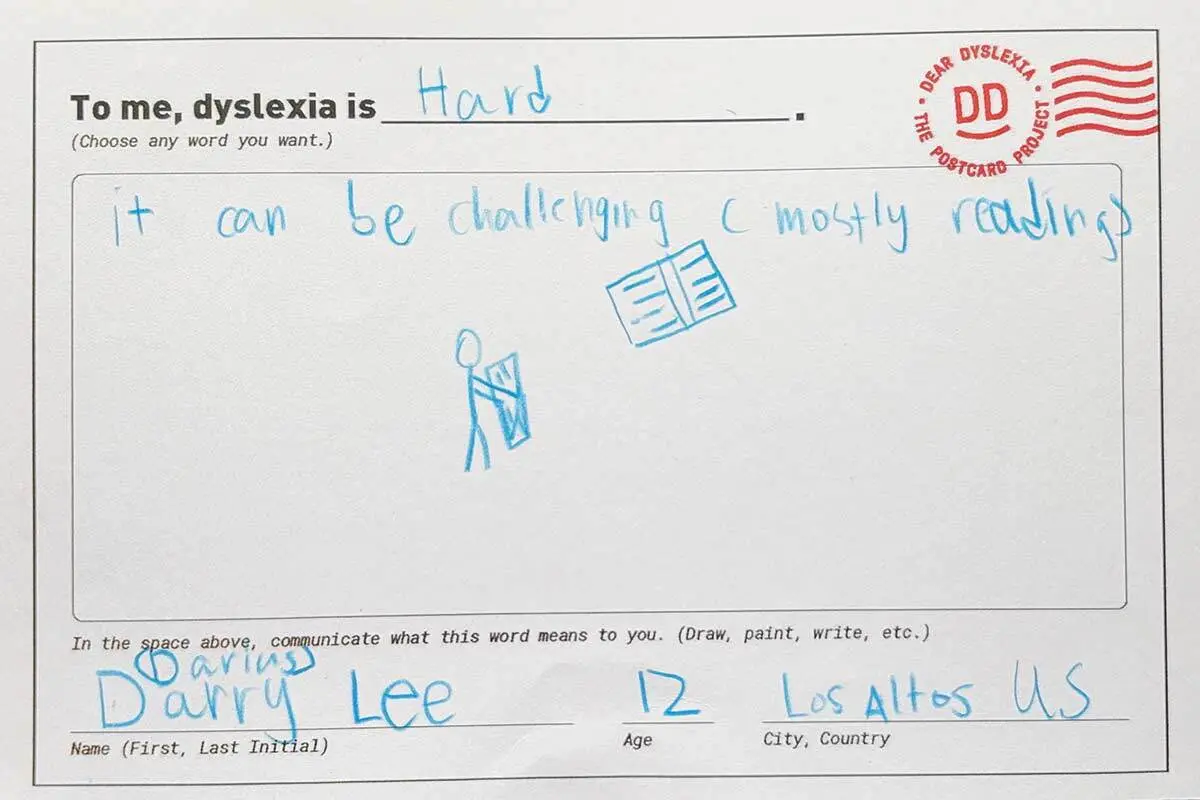 To me, dyslexia is Hard.
(Choose any word you want.)
DEAR DYSLEXIA • THE POSTCARD PROJECT •
DD
it can be challenging (mostly reading)
In the space above, communicate what this word means to you. (Draw, paint, write, etc.)
(Darius)
Darry Lee 12 Los Altos US
Name (First, Last Initial) Age City, Country